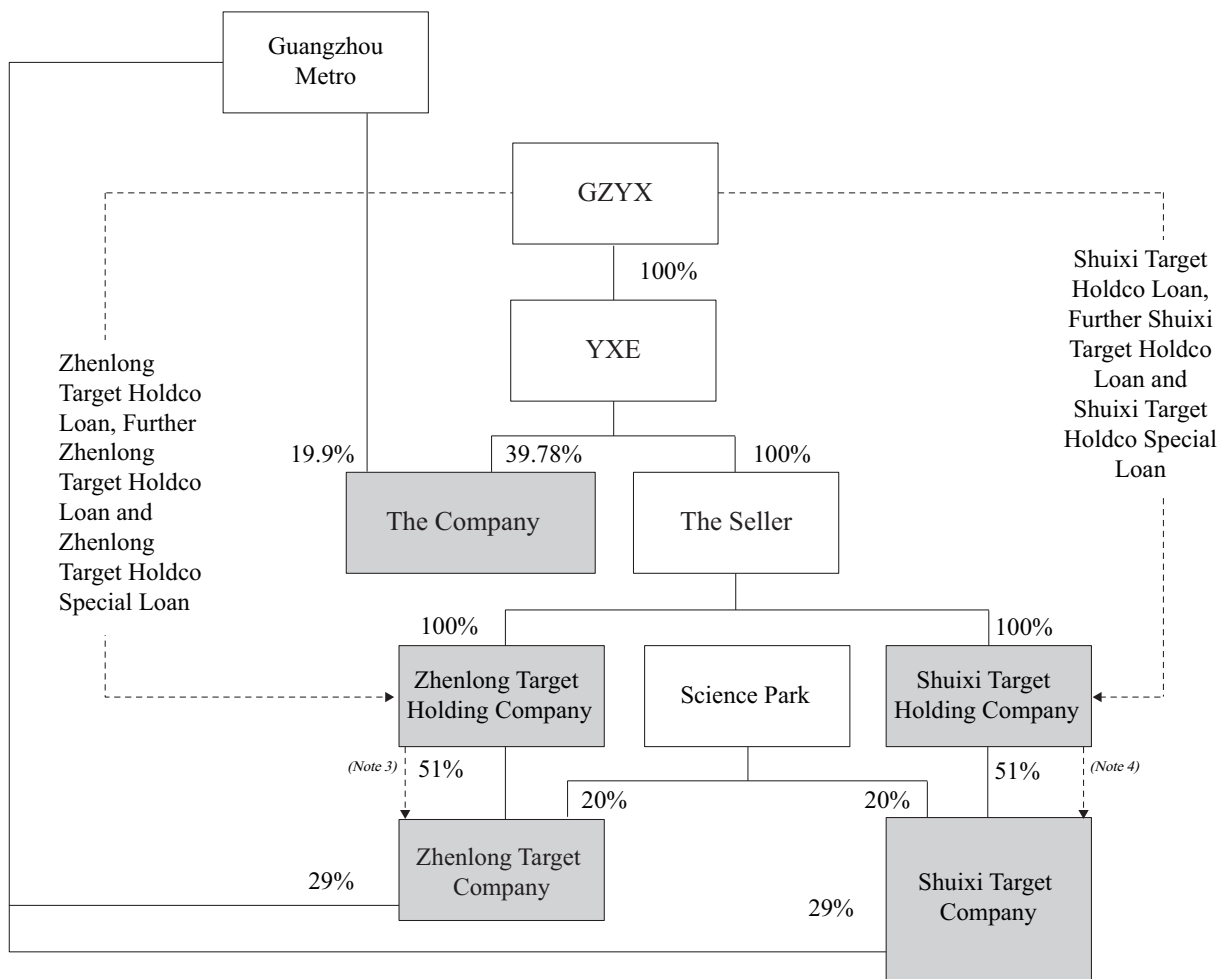 Guangzhou
Metro
GZYX
100%
YXE
Shuixi Target
Holdco Loan,
Further Shuixi
Target Holdco
Loan and
Shuixi Target
Holdco Special
Loan
Zhenlong
Target Holdco
Loan, Further
Zhenlong
Target Holdco
Loan and
Zhenlong
Target Holdco
Special Loan
19.9%
39.78%
100%
The Company
The Seller
100%
100%
Zhenlong Target
Holding Company
Science Park
Shuixi Target
Holding Company
(Note 3)
51%
51%
(Note 4)
20%
20%
Zhenlong Target
Company
Shuixi Target
Company
29%
29%